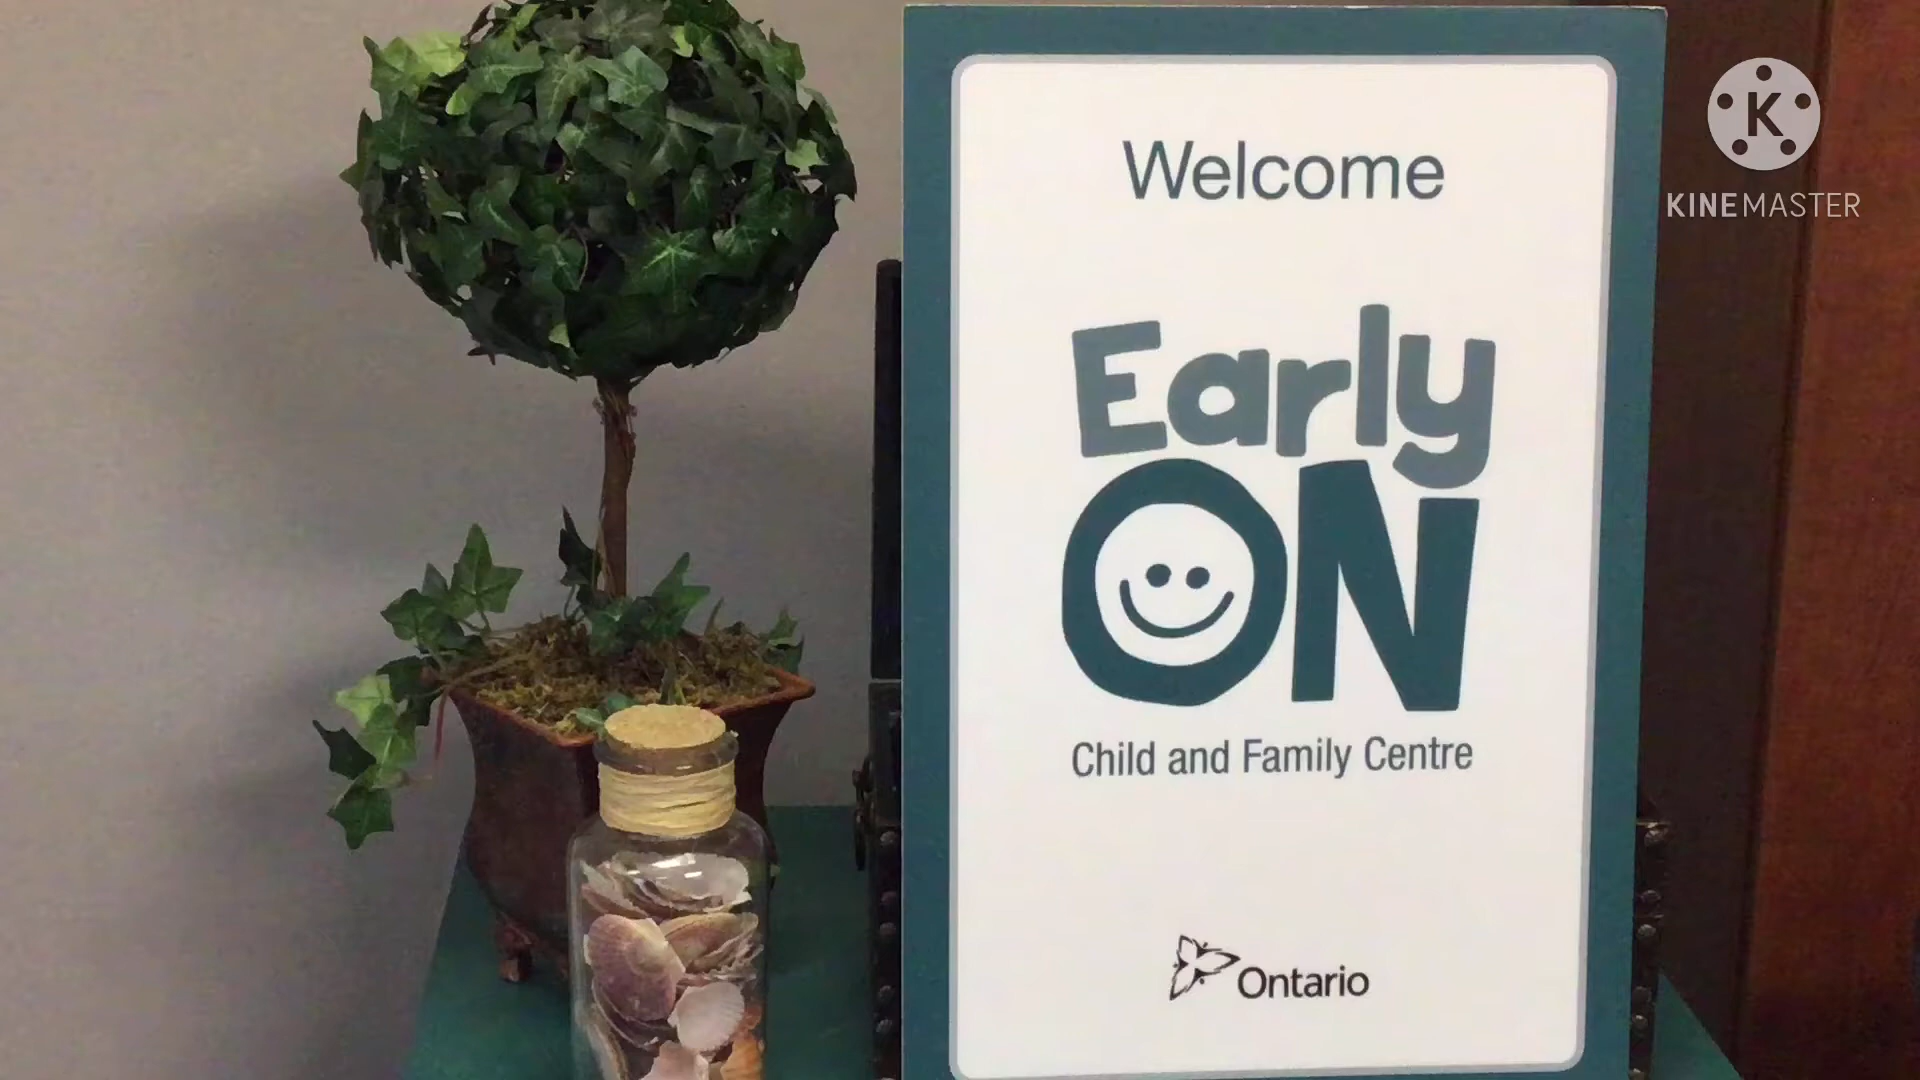 Welcome
Early
ON
Child and Family Centre
Ontario
K
KINEMASTER